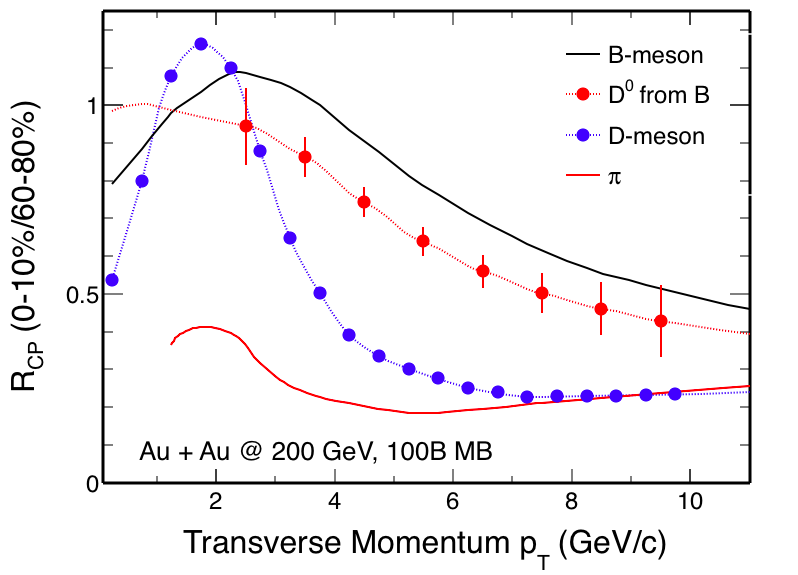 B-meson
D⁰ from B
D-meson
π
1
0.5
0
R_CP (0-10%/60-80%)
Au + Au @ 200 GeV, 100B MB
2 4 6 8 10
Transverse Momentum p_T (GeV/c)